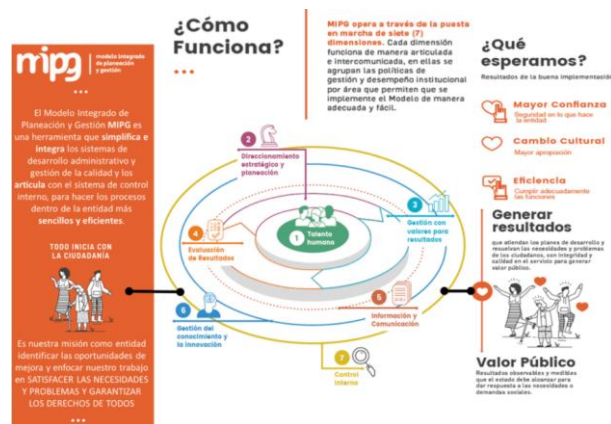 mipg
modelo integrado
de planeación
y gestión
El Modelo Integrado de
Planeación y Gestión MIPG es
una herramienta que simplifica e
integra los sistemas de
desarrollo administrativo y
gestión de la calidad y los
articula con el sistema de control
interno, para hacer los procesos
dentro de la entidad más
sencillos y eficientes.
TODO INICIA CON
LA CIUDADANÍA
Es nuestra misión como entidad
identificar las oportunidades de
mejora y enfocar nuestro trabajo
en SATISFACER LAS NECESIDADES
Y PROBLEMAS Y GARANTIZAR
LOS DERECHOS DE TODOS
¿Cómo
Funciona?
MIPG opera a través de la puesta
en marcha de siete (7)
dimensiones. Cada dimensión
funciona de manera articulada
e intercomunicada, en ellas se
agrupan las políticas de
gestión y desempeño institucional
por área que permiten que se
implemente el Modelo de manera
adecuada y fácil.
2
Direccionamiento
estratégico y
planeación
3
Gestión con
valores para
resultados
1
Talento
humano
4
Evaluación
de Resultados
5
Información y
Comunicación
6
Gestión del
conocimiento y
la innovación
7
Control
Interno
¿Qué
esperamos?
Resultados de la buena implementación
Mayor Confianza
Seguridad en lo que hace
la entidad
Cambio Cultural
Mayor apropiación
Eficiencia
Cumplir adecuadamente
las funciones
Generar
resultados
que atiendan los planes de desarrollo y
resuelvan las necesidades y problemas
de los ciudadanos, con integridad y
calidad en el servicio para generar
valor público.
Valor Público
Resultados observables y medibles
que el estado debe alcanzar para
dar respuesta a las necesidades o
demandas sociales.